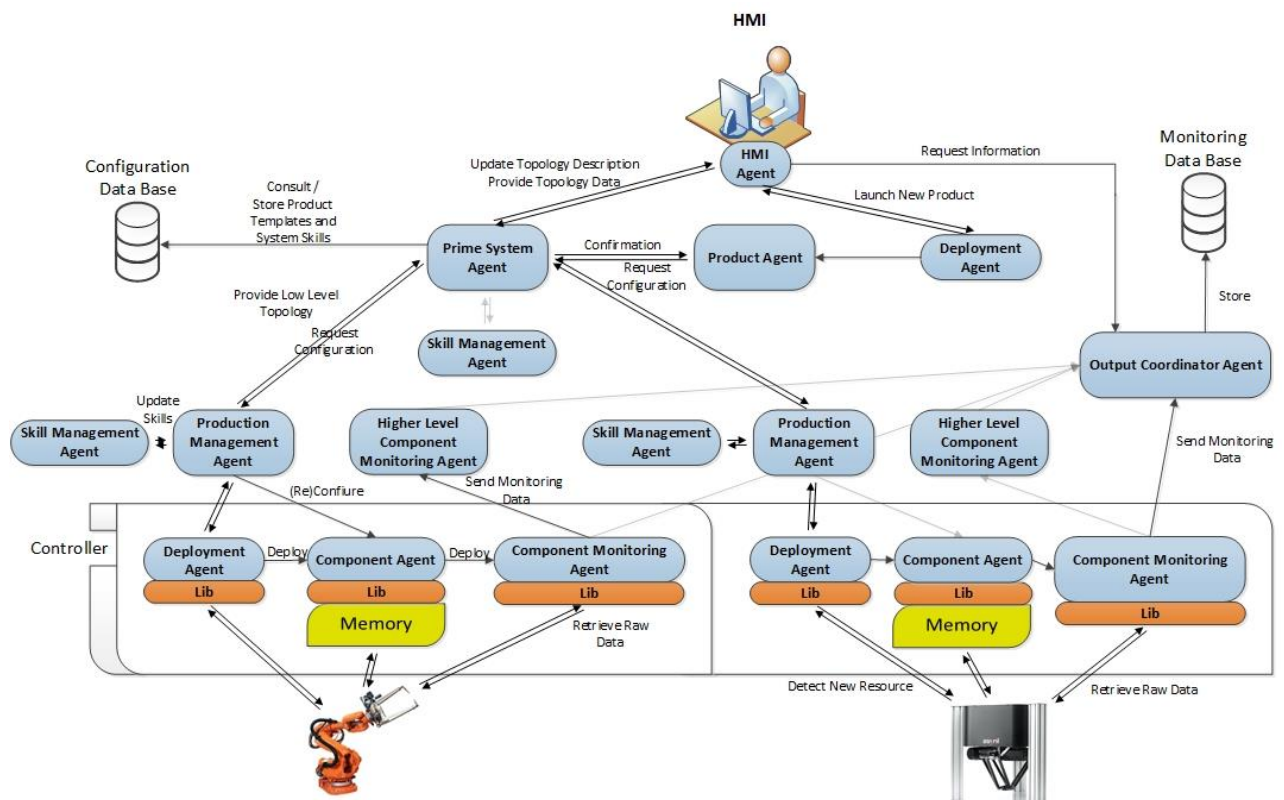 HMI
Configuration
Data Base
Consult /
Store Product
Templates and
System Skills
Update Topology Description
Provide Topology Data
HMI
Agent
Request Information
Monitoring
Data Base
Launch New Product
Prime System
Agent
Confirmation
Request
Configuration
Product Agent
Deployment
Agent
Store
Provide Low Level
Topology
Request
Configuration
Skill Management
Agent
Output Coordinator Agent
Update
Skills
Skill Management
Agent
Production
Management
Agent
Higher Level
Component
Monitoring Agent
Skill Management
Agent
Production
Management
Agent
Higher Level
Component
Monitoring Agent
Send Monitoring
Data
(Re)Confiure
Send Monitoring
Data
Controller
Deployment
Agent
Lib
Deploy
Component Agent
Lib
Memory
Deploy
Component Monitoring
Agent
Lib
Retrieve Raw
Data
Deployment
Agent
Lib
Component Agent
Lib
Memory
Component Monitoring
Agent
Lib
Detect New Resource
Retrieve Raw Data